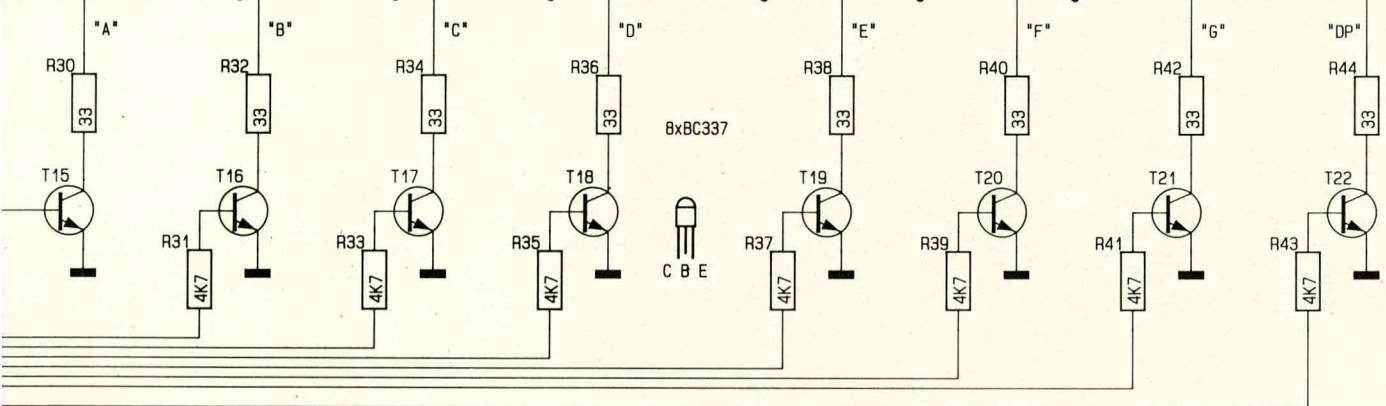 "A" "B" "C" "D" "E" "F" "G" "DP"
R30 R32 R34 R36 R38 R40 R42 R44
33 33 33 33 33 33 33 33
8xBC337
T15 T16 T17 T18 T19 T20 T21 T22
R31 R33 R35 R37 R39 R41 R43
C B E
4K7 4K7 4K7 4K7 4K7 4K7 4K7